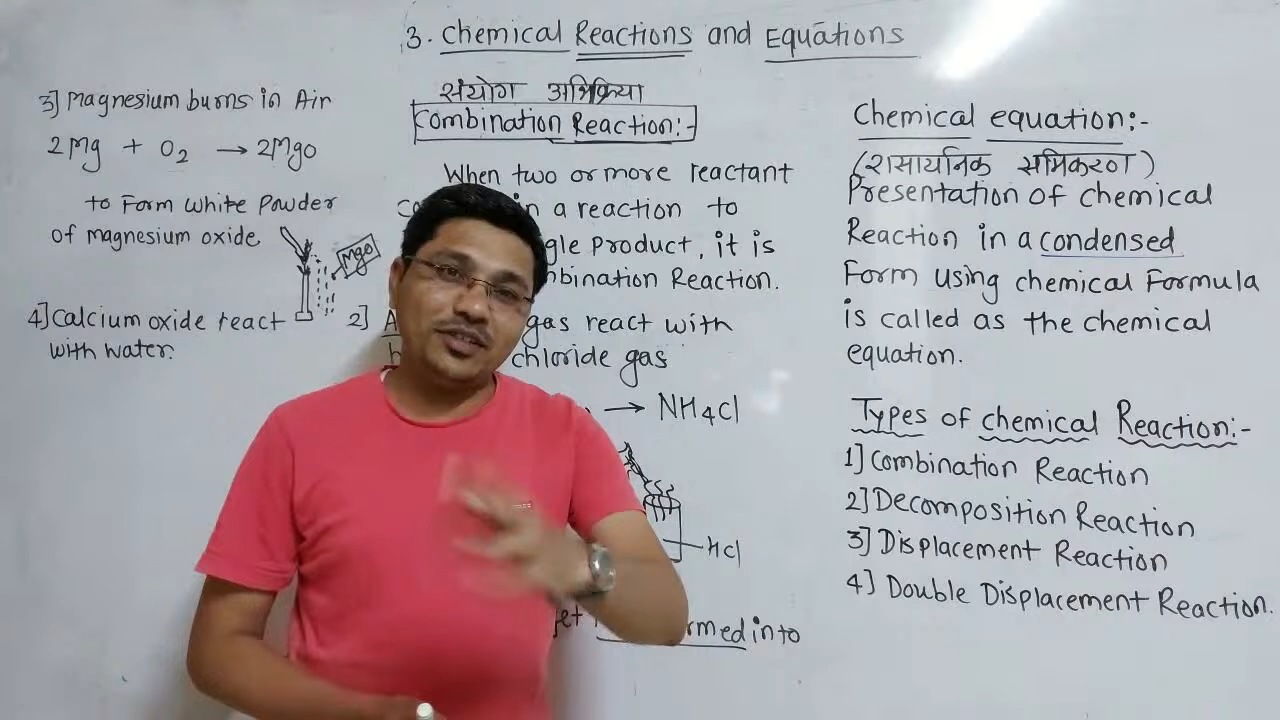 3. Chemical Reactions and Equations
3] Magnesium burns in Air
2Mg + O2 → 2Mgo
to Form white Powder
of magnesium oxide
Mgo
4] Calcium oxide react
with water.
संयोग अभिक्रिया
Combination Reaction:-
When two or more reactant
in a reaction to
Product, it is
Reaction.
2]
gas react with
chloride gas
→ NH4Cl
HCl
into
Chemical equation:-
(रासायनिक समिकरण)
Presentation of chemical
Reaction in a condensed
Form using chemical Formula
is called as the chemical
equation.
Types of chemical Reaction:-
1] Combination Reaction
2] Decomposition Reaction
3] Displacement Reaction
4] Double Displacement Reaction.